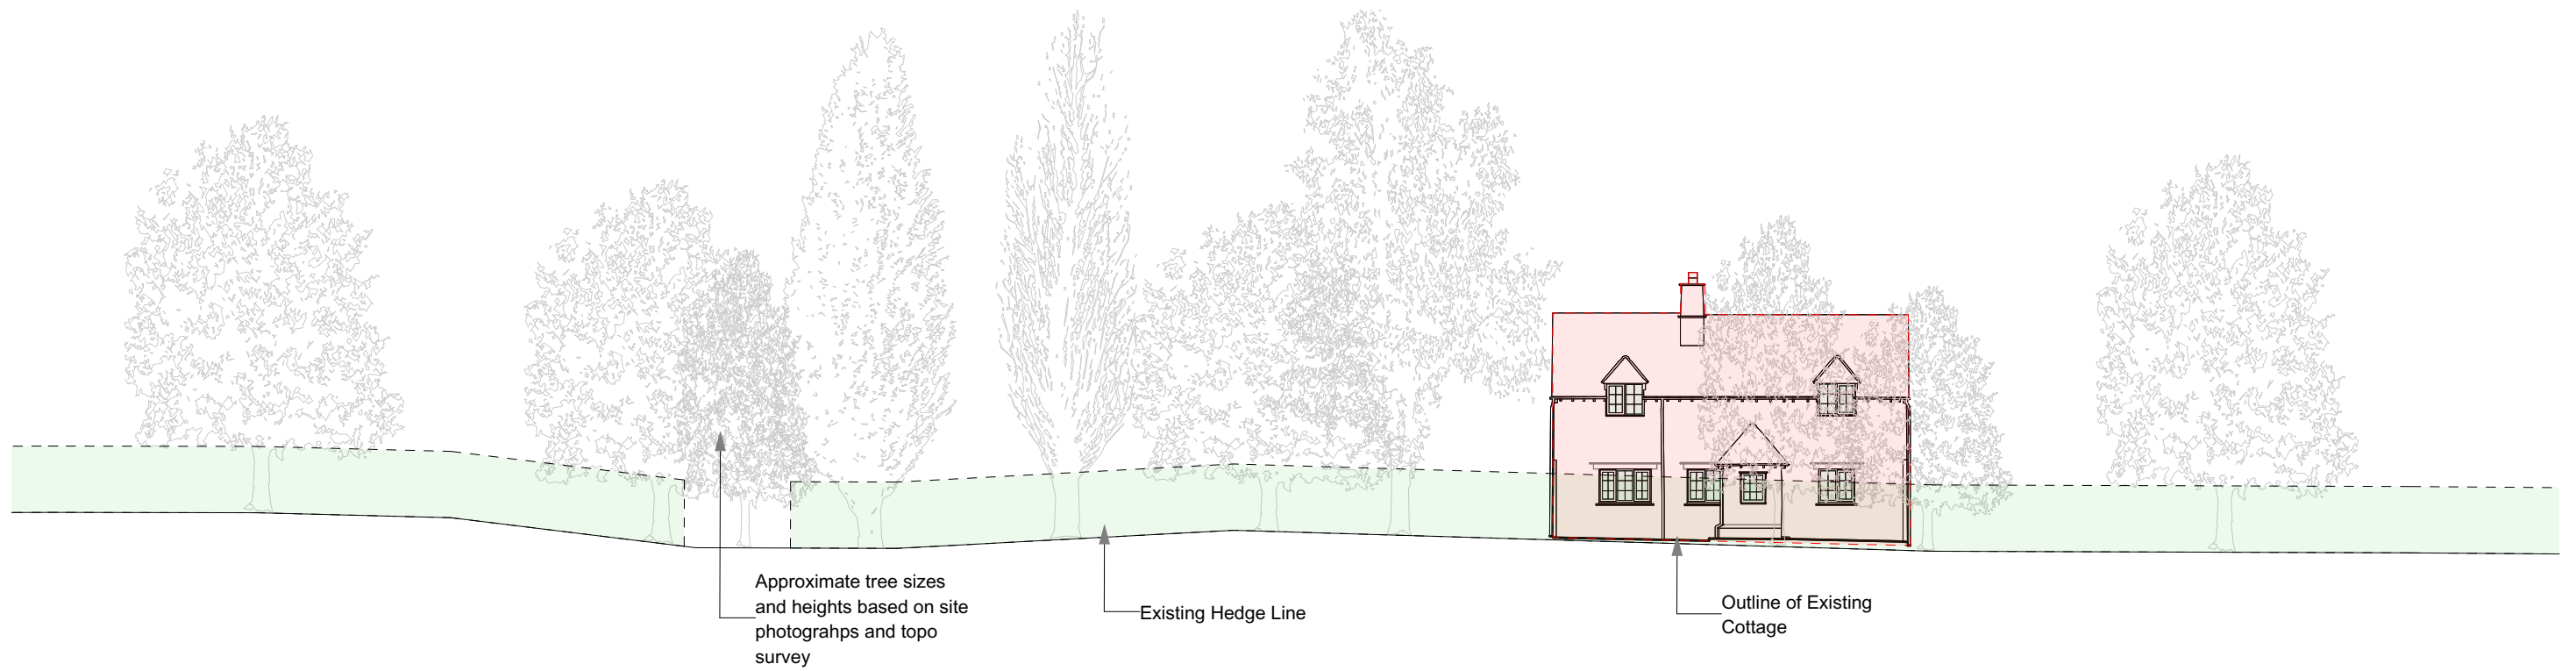 Approximate tree sizes
and heights based on site
photograhps and topo
survey
Existing Hedge Line
Outline of Existing
Cottage